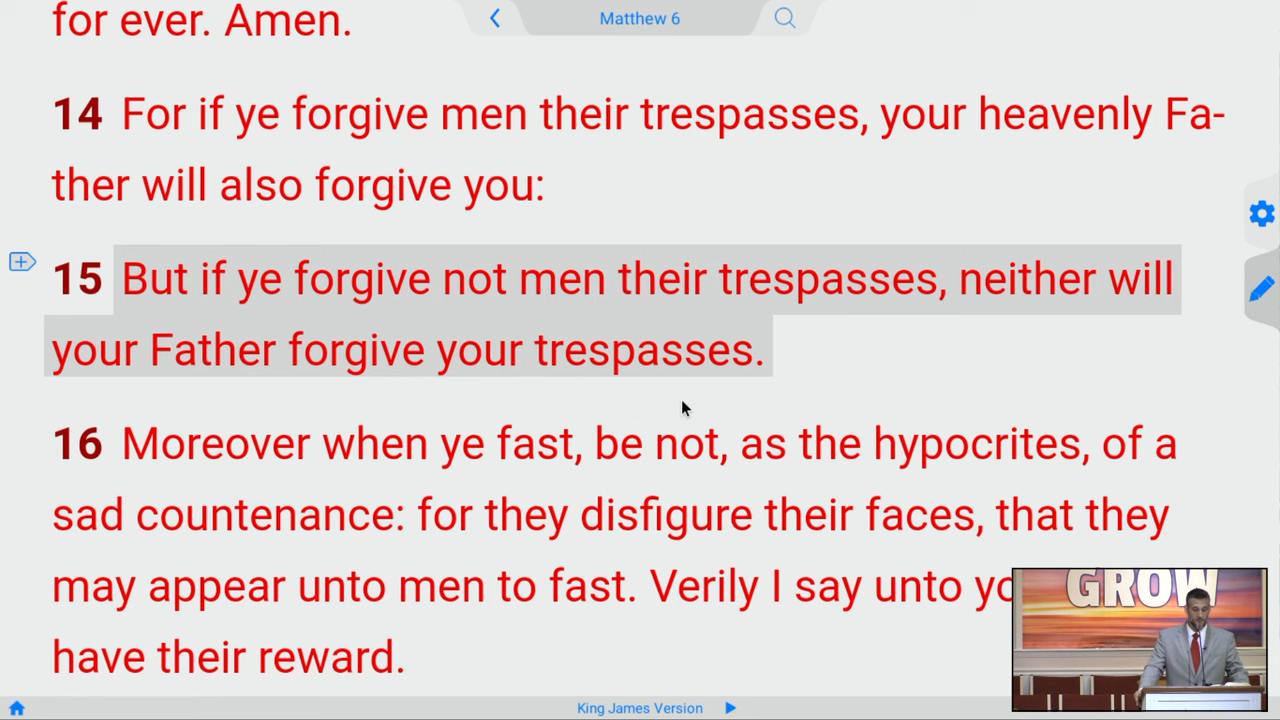 for ever. Amen.
Matthew 6
14 For if ye forgive men their trespasses, your heavenly Fa-
ther will also forgive you:
15 But if ye forgive not men their trespasses, neither will
your Father forgive your trespasses.
16 Moreover when ye fast, be not, as the hypocrites, of a
sad countenance: for they disfigure their faces, that they
may appear unto men to fast. Verily I say unto yo
have their reward.
GROW
King James Version